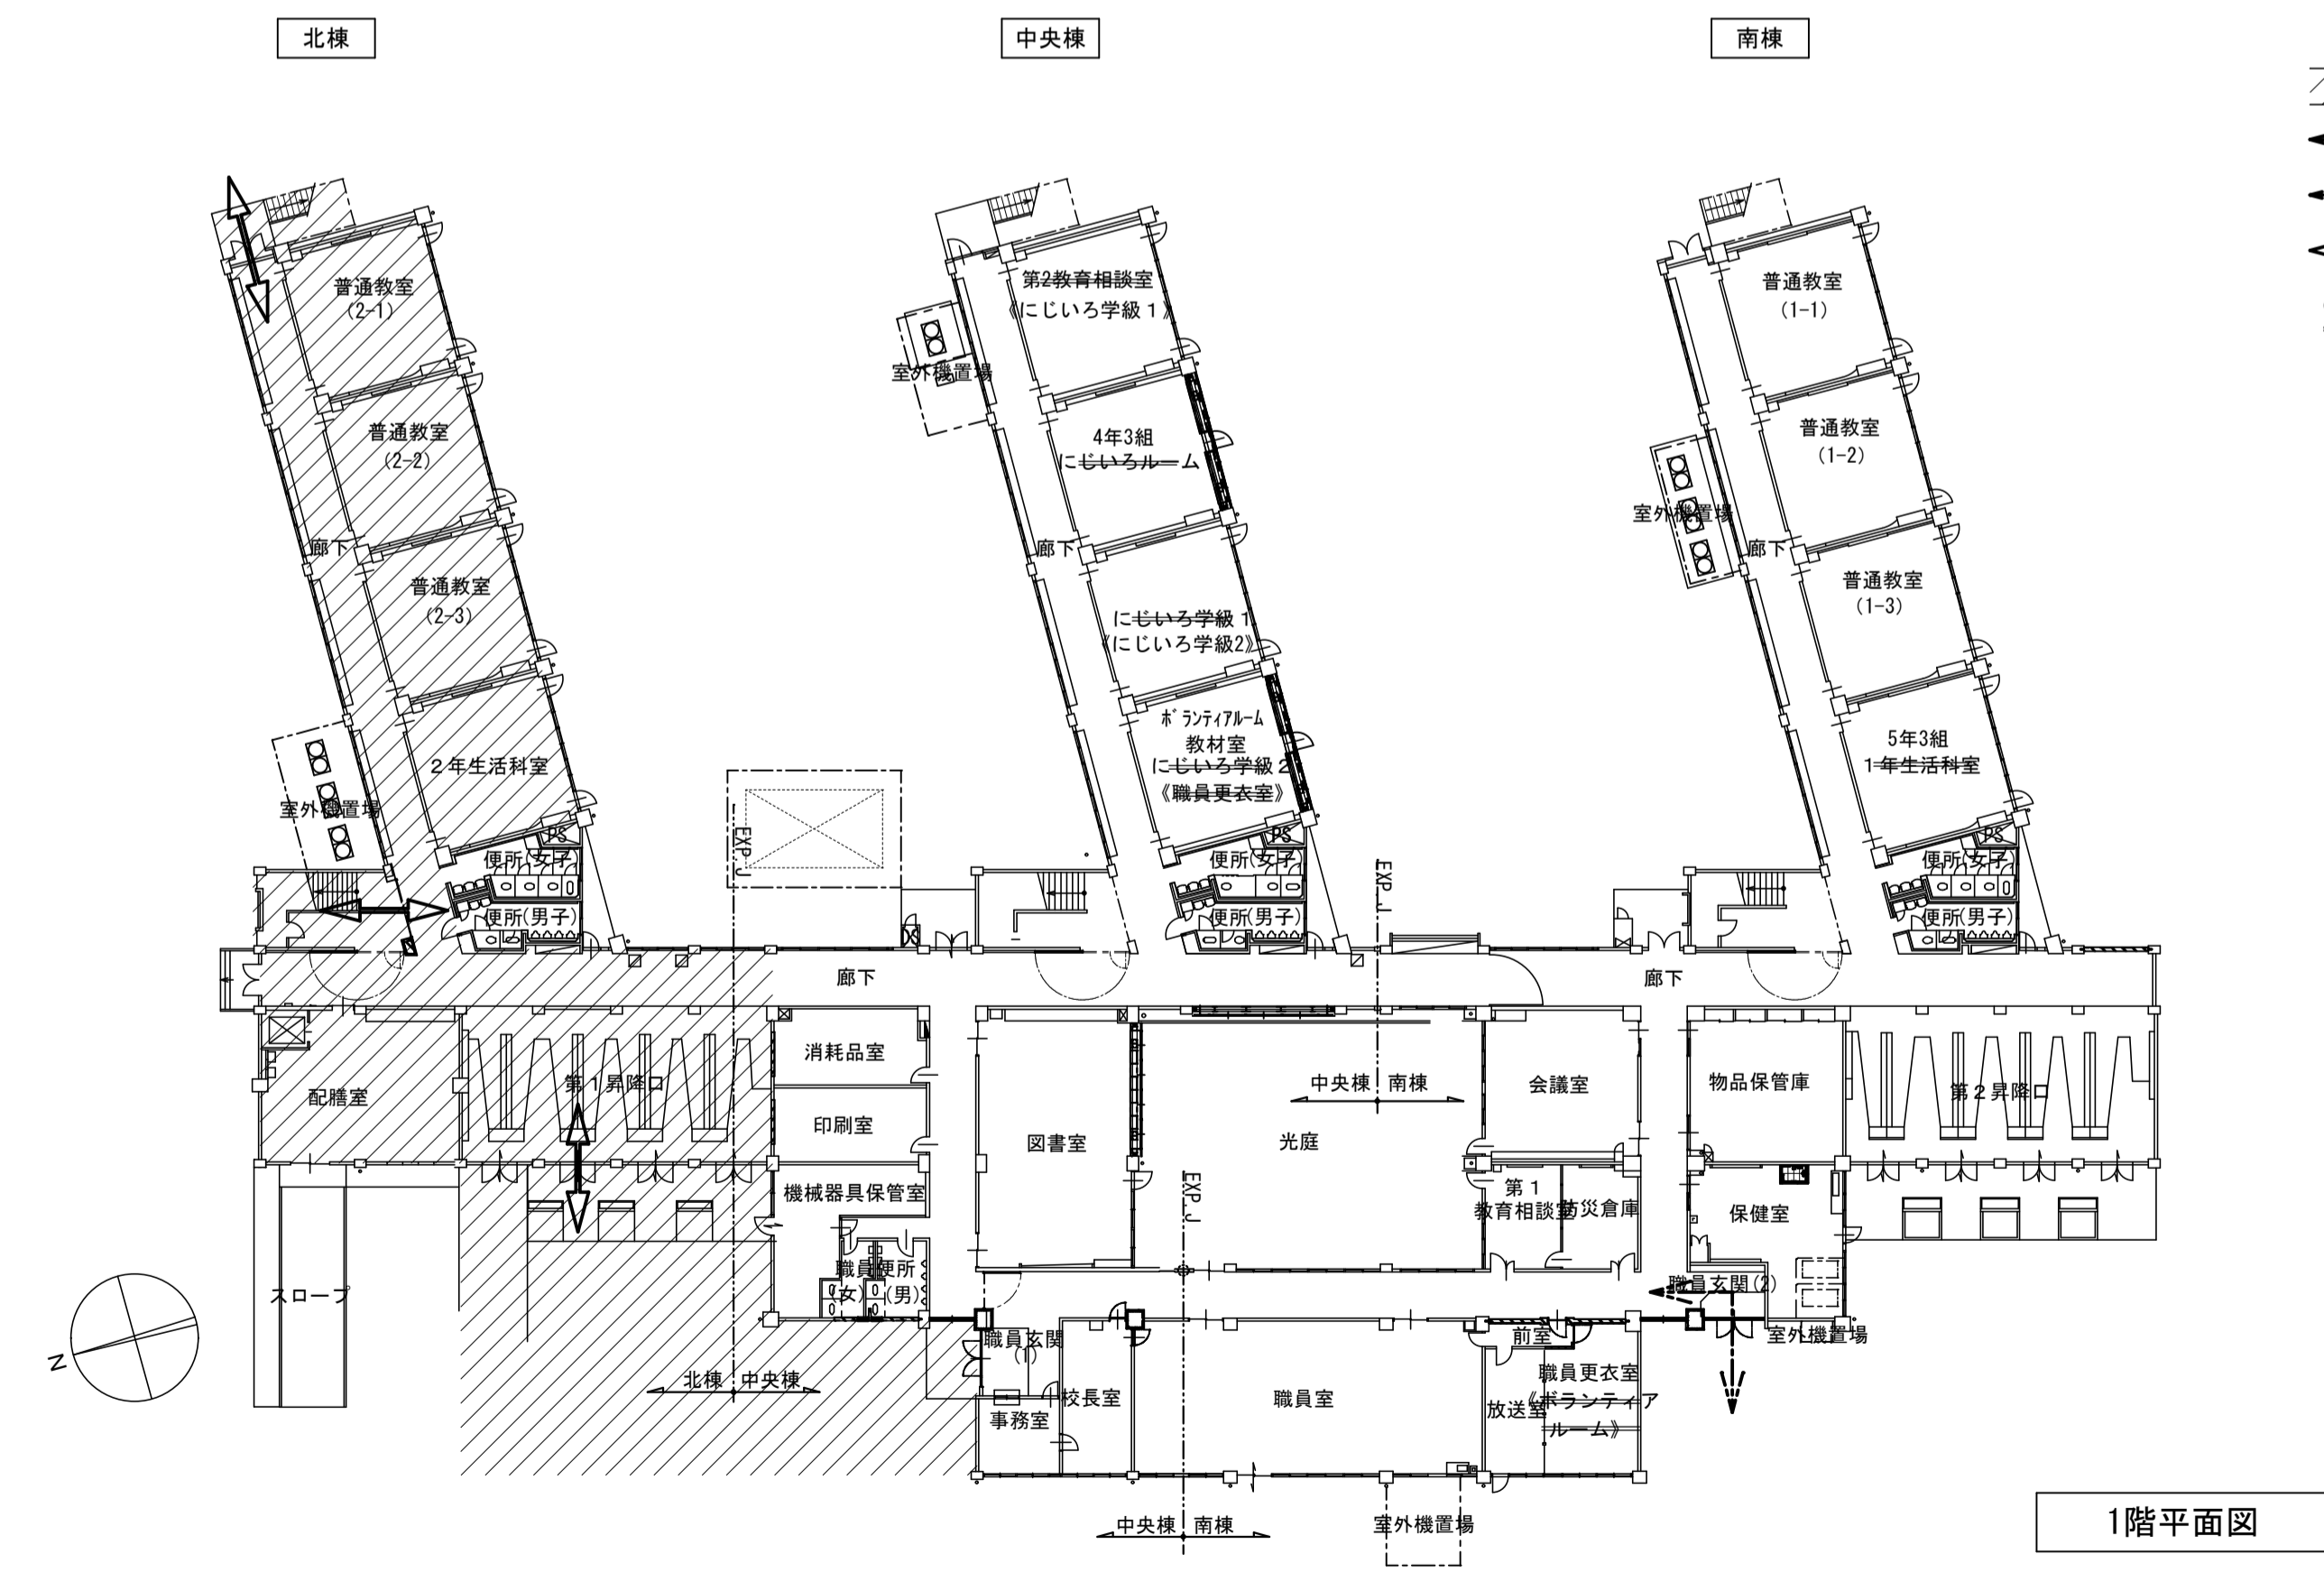 北棟
中央棟
南棟
普通教室
(2-1)
普通教室
(2-2)
廊下
普通教室
(2-3)
２年生活科室
室外機置場
PS
便所(女子)
便所(男子)
第2教育相談室
《にじいろ学級１》
室外機置場
4年3組
にじいろルーム
廊下
にじいろ学級１
《にじいろ学級2》
ボランティアルーム
教材室
にじいろ学級２
《職員更衣室》
PS
便所(女子)
便所(男子)
普通教室
(1-1)
普通教室
(1-2)
室外機置場
廊下
普通教室
(1-3)
5年3組
1年生活科室
PS
便所(女子)
便所(男子)
EXP.J
EXP.J
廊下
廊下
配膳室
第１昇降口
消耗品室
印刷室
機械器具保管室
職員便所
(女)
(男)
図書室
光庭
中央棟
南棟
会議室
第１
教育相談室
防災倉庫
物品保管庫
第２昇降口
保健室
職員玄関(2)
室外機置場
スロープ
N
EXP.J
北棟
中央棟
職員玄関
(1)
事務室
校長室
職員室
前室
放送室
職員更衣室
《ボランティア
ルーム》
中央棟
南棟
室外機置場
1階平面図